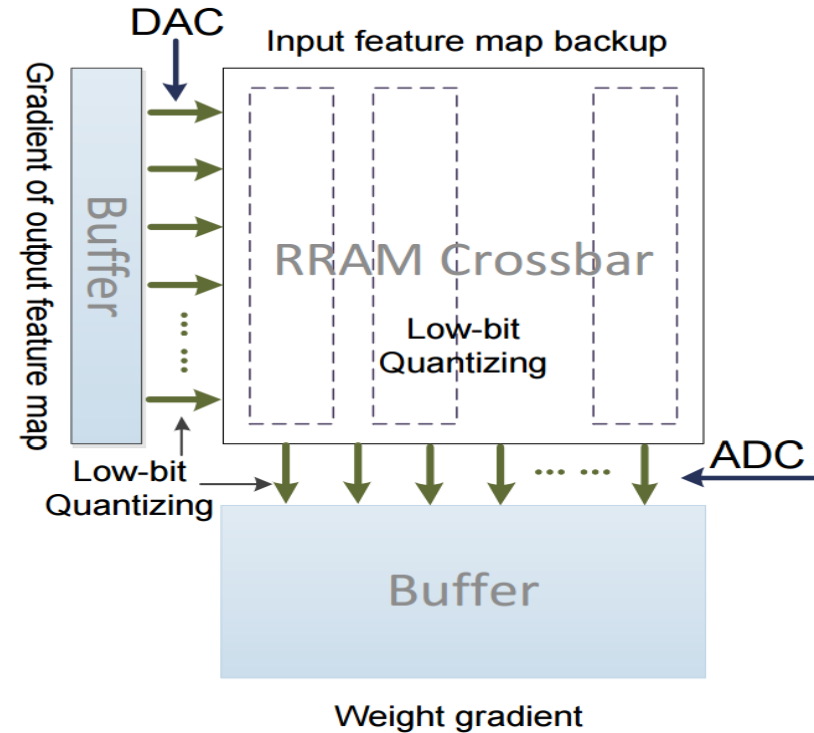 DAC
Input feature map backup
Gradient of output feature map
Buffer
RRAM Crossbar
Low-bit
Quantizing
Low-bit
Quantizing
ADC
Buffer
Weight gradient